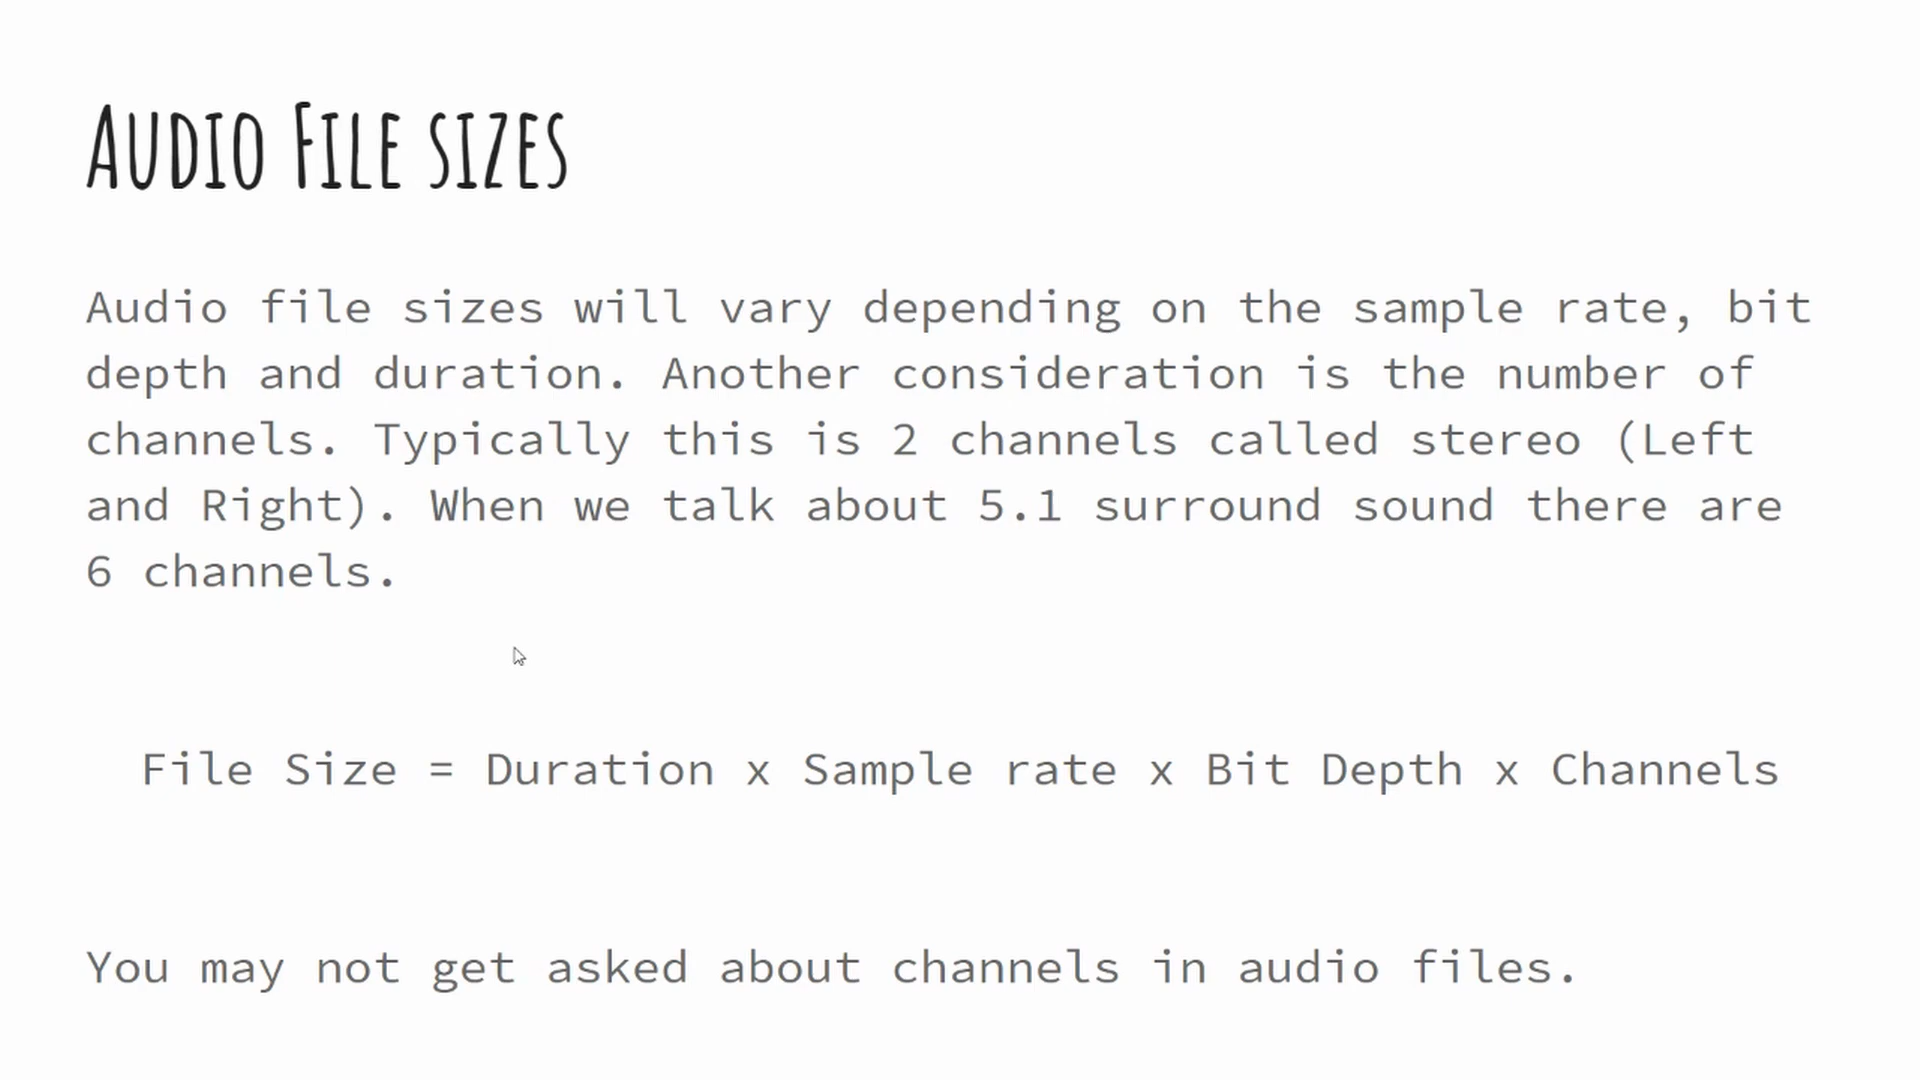 Audio File sizes
Audio file sizes will vary depending on the sample rate, bit
depth and duration. Another consideration is the number of
channels. Typically this is 2 channels called stereo (Left
and Right). When we talk about 5.1 surround sound there are
6 channels.
File Size = Duration x Sample rate x Bit Depth x Channels
You may not get asked about channels in audio files.